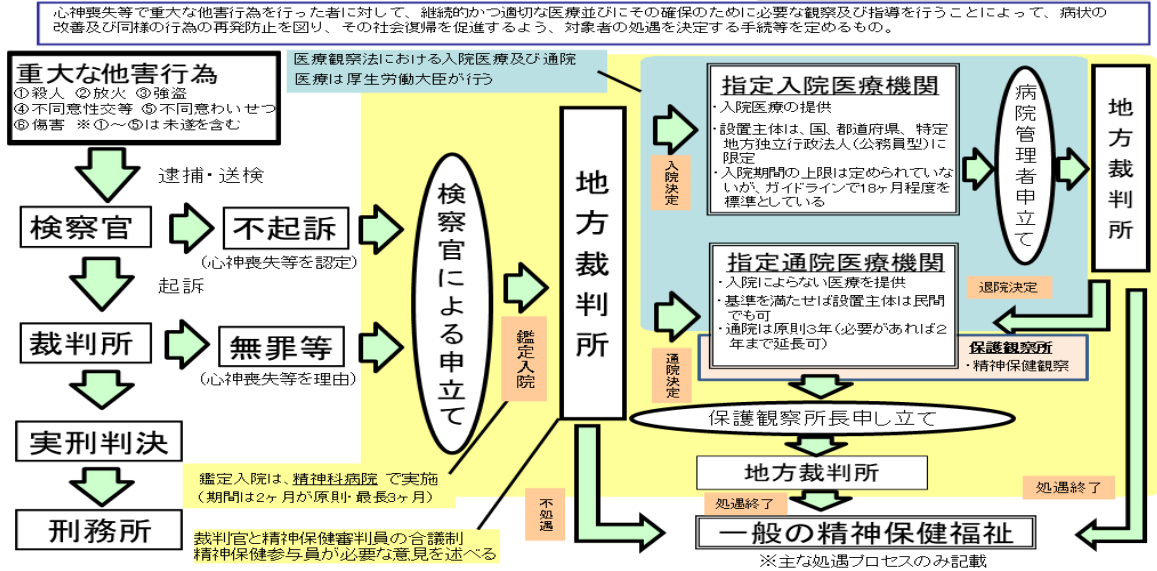 心神喪失等で重大な他害行為を行った者に対して、継続的かつ適切な医療並びにその確保のために必要な観察及び指導を行うことによって、病状の
改善及び同様の行為の再発防止を図り、その社会復帰を促進するよう、対象者の処遇を決定する手続等を定めるもの。
重大な他害行為
①殺人 ②放火 ③強盗
④不同意性交等 ⑤不同意わいせつ
⑥傷害 ※①～⑤は未遂を含む
逮捕・送検
検察官
不起訴
(心神喪失等を認定)
起訴
裁判所
無罪等
(心神喪失等を理由)
実刑判決
刑務所
検察官による申立て
鑑定入院
鑑定入院は、精神科病院 で実施
(期間は2ヶ月が原則・最長3ヶ月)
地方裁判所
裁判官と精神保健審判員の合議制
精神保健参与員が必要な意見を述べる
医療観察法における入院医療及び通院
医療は厚生労働大臣が行う
入院決定
指定入院医療機関
・入院医療の提供
・設置主体は、国、都道府県、特定
地方独立行政法人(公務員型)に
限定
・入院期間の上限は定められていな
いが、ガイドラインで18ヶ月程度を
標準としている
病院管理者申立て
地方裁判所
退院決定
通院決定
指定通院医療機関
・入院によらない医療を提供
・基準を満たせば設置主体は民間
でも可
・通院は原則3年(必要があれば2
年まで延長可)
保護観察所
・精神保健観察
保護観察所長申し立て
地方裁判所
不処遇
処遇終了
処遇終了
一般の精神保健福祉
※主な処遇プロセスのみ記載